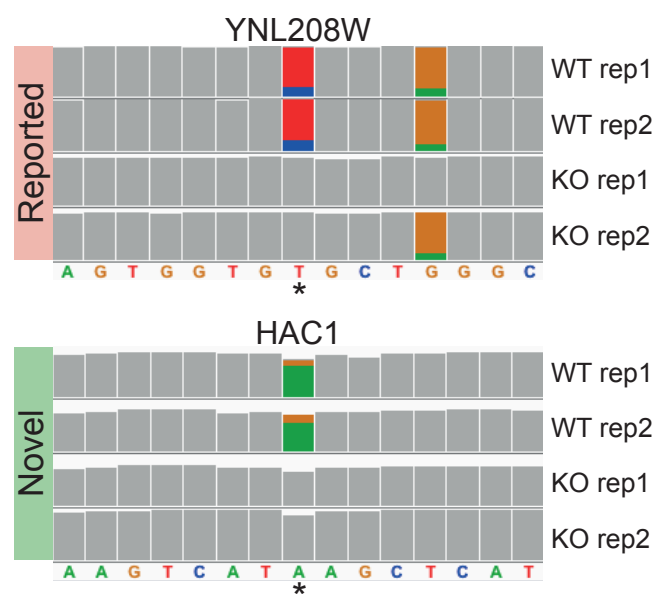 YNL208W
Reported
WT rep1
WT rep2
KO rep1
KO rep2
A G T G G T G T G C T G G G C
*
HAC1
Novel
WT rep1
WT rep2
KO rep1
KO rep2
A A G T C A T A A G C T C A T
*